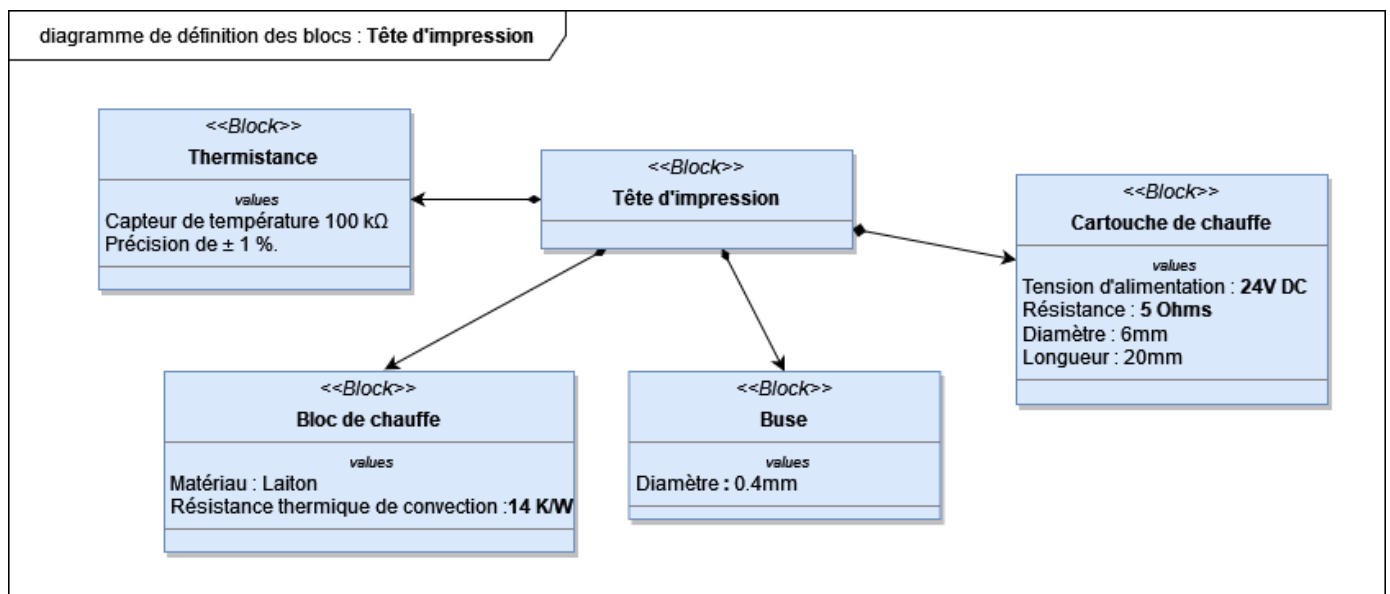 diagramme de définition des blocs : Tête d'impression
<<Block>>
Thermistance
values
Capteur de température 100 kΩ
Précision de ± 1 %.
<<Block>>
Tête d'impression
<<Block>>
Cartouche de chauffe
values
Tension d'alimentation : 24V DC
Résistance : 5 Ohms
Diamètre : 6mm
Longueur : 20mm
<<Block>>
Bloc de chauffe
values
Matériau : Laiton
Résistance thermique de convection :14 K/W
<<Block>>
Buse
values
Diamètre : 0.4mm